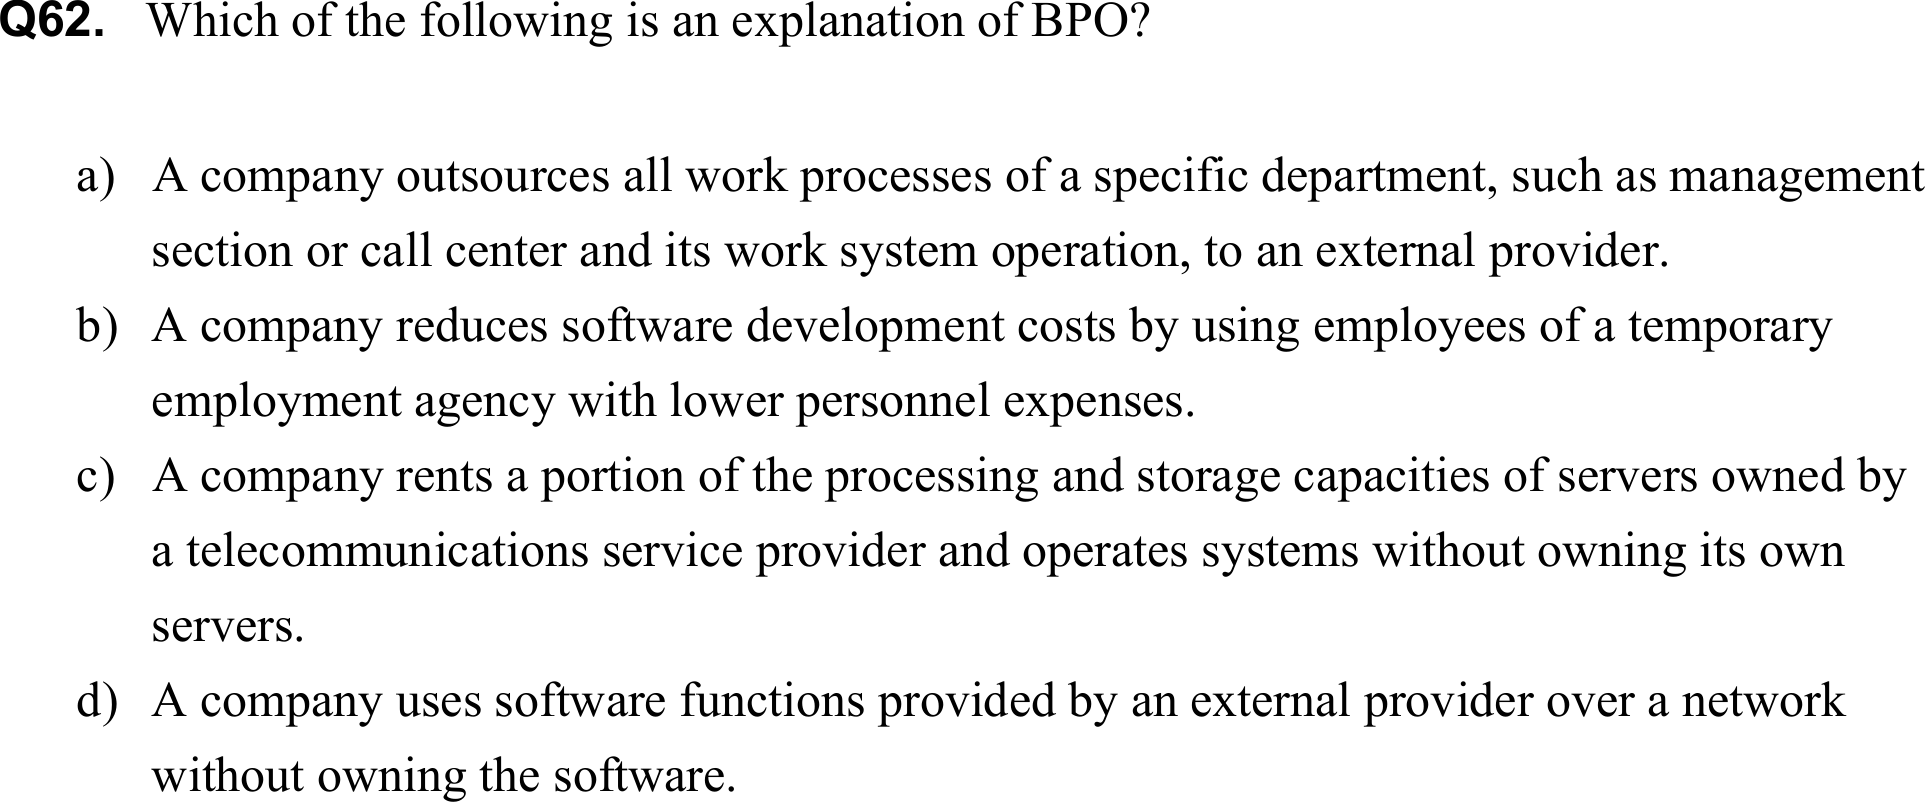 Q62. Which of the following is an explanation of BPO?
a) A company outsources all work processes of a specific department, such as management
section or call center and its work system operation, to an external provider.
b) A company reduces software development costs by using employees of a temporary
employment agency with lower personnel expenses.
c) A company rents a portion of the processing and storage capacities of servers owned by
a telecommunications service provider and operates systems without owning its own
servers.
d) A company uses software functions provided by an external provider over a network
without owning the software.